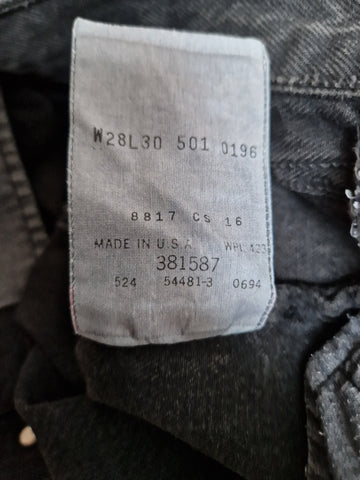 W28L30 501 0196
8817 CS 16
MADE IN U.S.A. WPL 423
381587
524 54481-3 0694